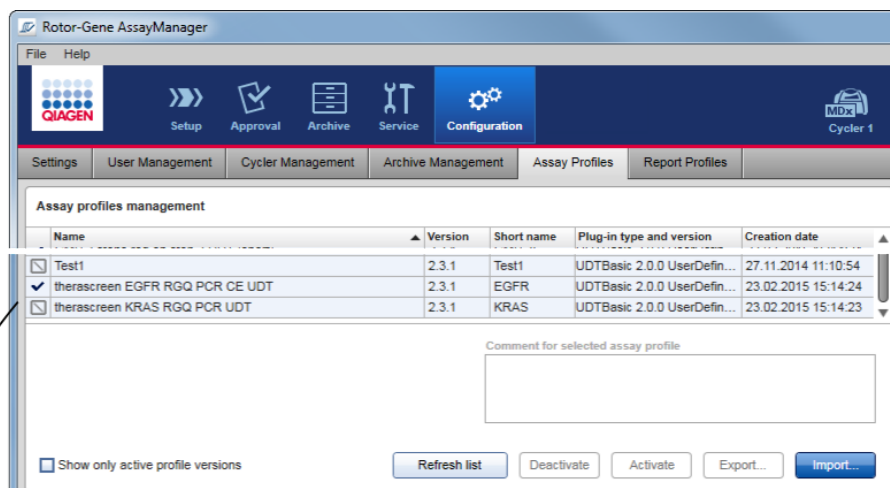 Rotor-Gene AssayManager
File Help
QIAGEN
Setup Approval Archive Service Configuration MDx Cycler 1
Settings User Management Cycler Management Archive Management Assay Profiles Report Profiles
Assay profiles management
Name Version Short name Plug-in type and version Creation date
Test1 2.3.1 Test1 UDTBasic 2.0.0 UserDefin... 27.11.2014 11:10:54
therascreen EGFR RGQ PCR CE UDT 2.3.1 EGFR UDTBasic 2.0.0 UserDefin... 23.02.2015 15:14:24
therascreen KRAS RGQ PCR UDT 2.3.1 KRAS UDTBasic 2.0.0 UserDefin... 23.02.2015 15:14:23
Comment for selected assay profile
Show only active profile versions Refresh list Deactivate Activate Export... Import...